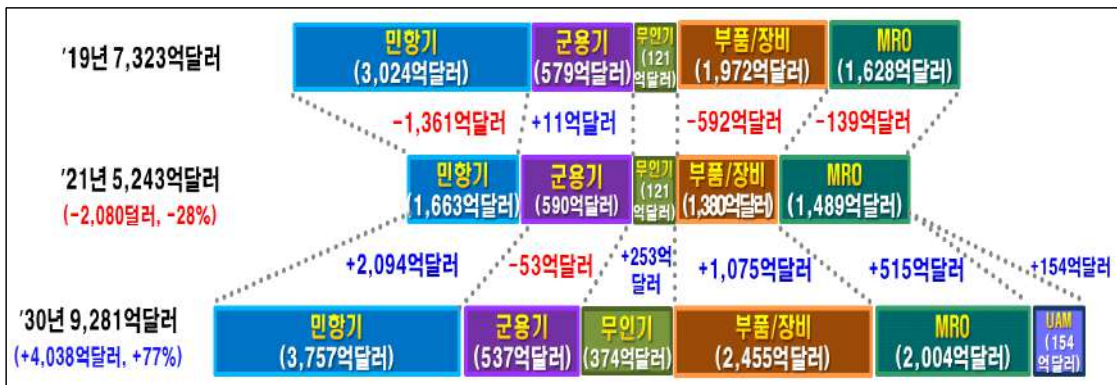 '19년 7,323억달러
민항기
(3,024억달러)
군용기
(579억달러)
무인기
(121
억달러)
부품/장비
(1,972억달러)
MRO
(1,628억달러)
-1,361억달러
+11억달러
-592억달러
-139억달러
'21년 5,243억달러
(-2,080덜러, -28%)
민항기
(1,663억달러)
군용기
(590억달러)
무인기
(121
억달러)
부품/장비
(1,380억달러)
MRO
(1,489억달러)
+2,094억달러
-53억달러
+253억
달러
+1,075억달러
+515억달러
+154억달러
'30년 9,281억달러
(+4,038억달러, +77%)
민항기
(3,757억달러)
군용기
(537억달러)
무인기
(374억달러)
부품/장비
(2,455억달러)
MRO
(2,004억달러)
UAM
(154
억달러)